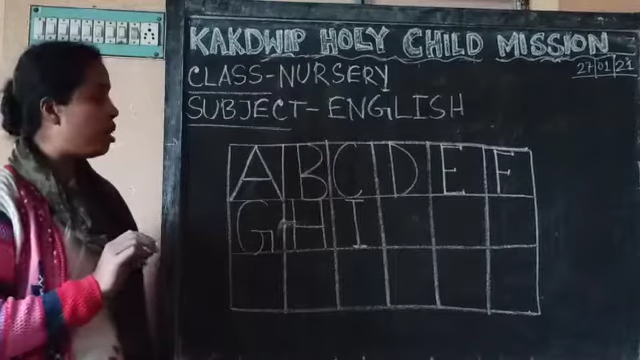 KAKDWIP HOLY CHILD MISSION
27|01|21
CLASS-NURSERY
SUBJECT-ENGLISH
A B C D E F
G H I